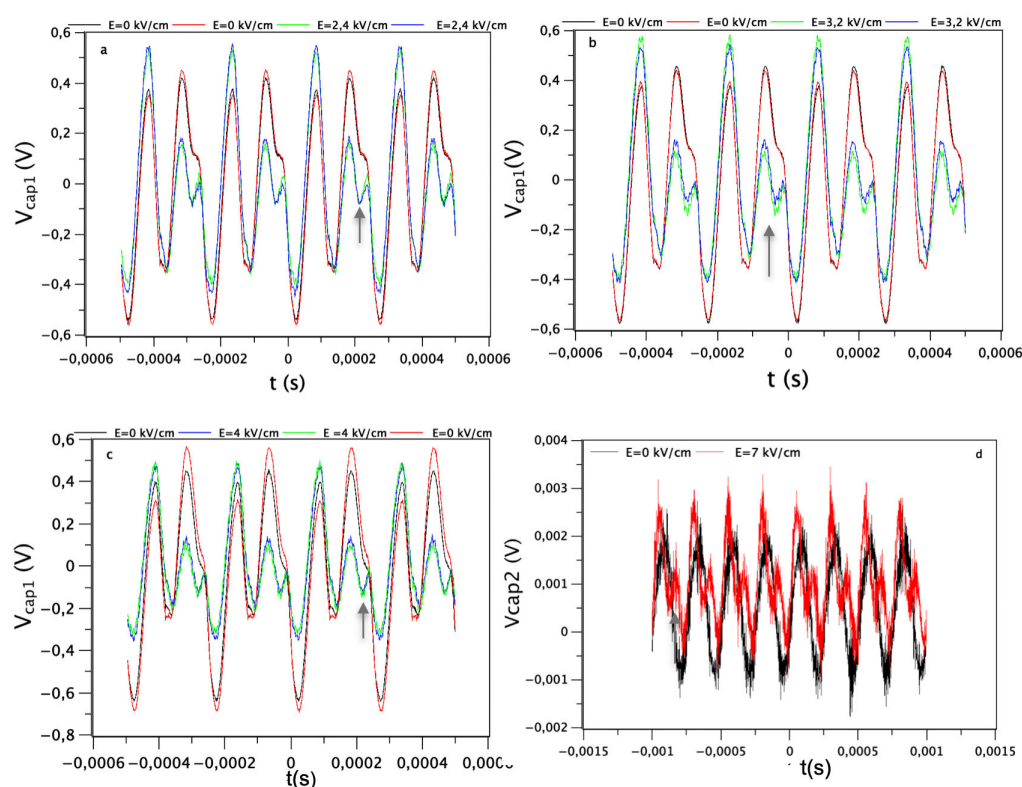 E=0 kV/cm E=0 kV/cm E=2,4 kV/cm E=2,4 kV/cm
a
0,6
0,4
0,2
0
−0,2
−0,4
−0,6
Vcap1 (V)
−0,0006 −0,0004 −0,0002 0 0,0002 0,0004 0,0006
t (s)
E=0 kV/cm E=0 kV/cm E=3,2 kV/cm E=3,2 kV/cm
b
0,6
0,4
0,2
0
−0,2
−0,4
−0,6
Vcap1(V)
−0,0006 −0,0004 −0,0002 0 0,0002 0,0004 0,0006
t (s)
E=0 kV/cm E=4 kV/cm E=4 kV/cm E=0 kV/cm
c
0,6
0,4
0,2
0
−0,2
−0,4
−0,6
−0,8
Vcap1 (V)
−0,0006 −0,0004 −0,0002 0 0,0002 0,0004
t(s)
E=0 kV/cm E=7 kV/cm
d
0,004
0,003
0,002
0,001
0
−0,001
−0,002
Vcap2 (V)
−0,0015 −0,001 −0,0005 0 0,0005 0,001 0,0015
t(s)